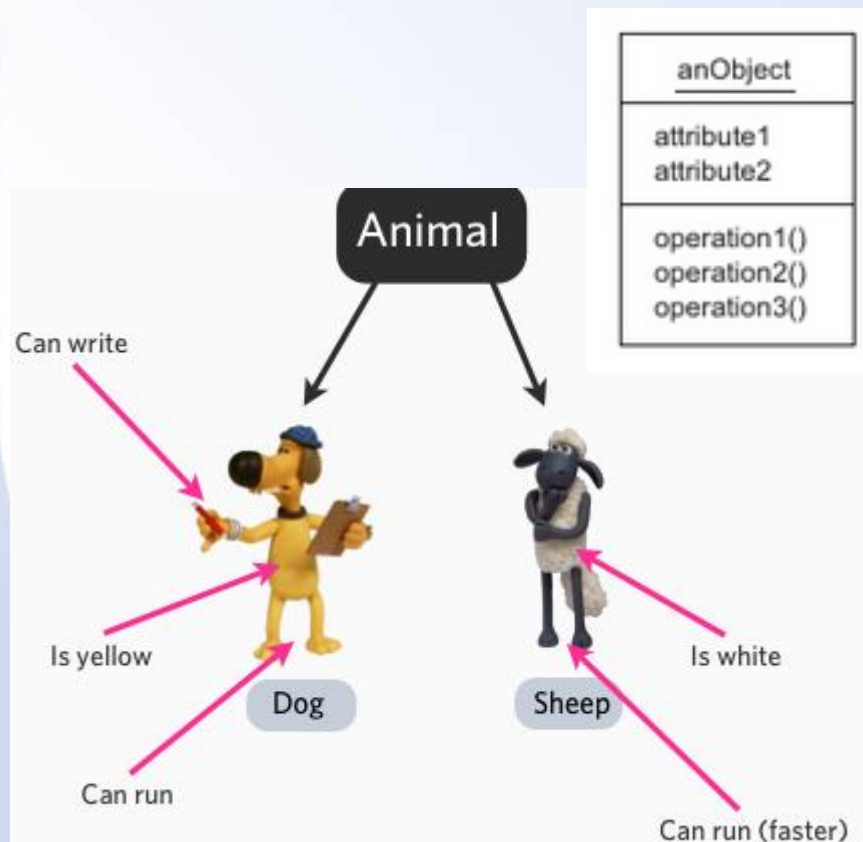 anObject
attribute1
attribute2
operation1()
operation2()
operation3()
Animal
Can write
Is yellow
Is white
Dog
Sheep
Can run
Can run (faster)